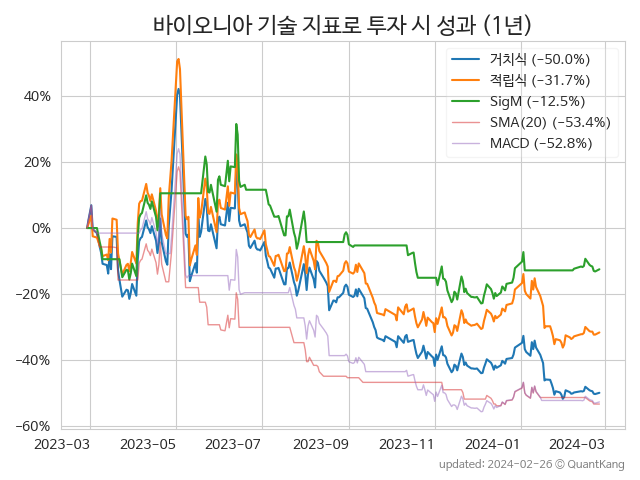 바이오니아 기술 지표로 투자 시 성과 (1년)
거치식 (−50.0%)
적립식 (−31.7%)
SigM (−12.5%)
SMA(20) (−53.4%)
MACD (−52.8%)
40%
20%
0%
−20%
−40%
−60%
2023−03 2023−05 2023−07 2023−09 2023−11 2024−01 2024−03
updated: 2024−02−26 ⓒ QuantKang